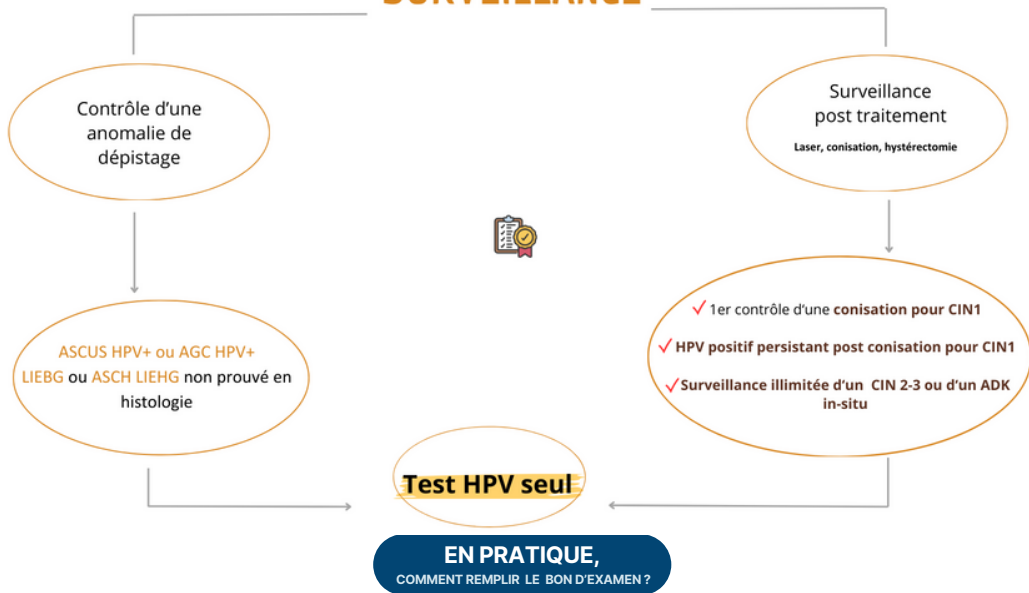 SURVEILLANCE
Contrôle d'une
anomalie de
dépistage
Surveillance
post traitement
Laser, conisation, hystérectomie
ASCUS HPV+ ou AGC HPV+
LIEBG ou ASCH LIEHG non prouvé en
histologie
1er contrôle d'une conisation pour CIN1
HPV positif persistant post conisation pour CIN1
Surveillance illimitée d'un CIN 2-3 ou d'un ADK
in-situ
Test HPV seul
EN PRATIQUE,
COMMENT REMPLIR LE BON D'EXAMEN ?